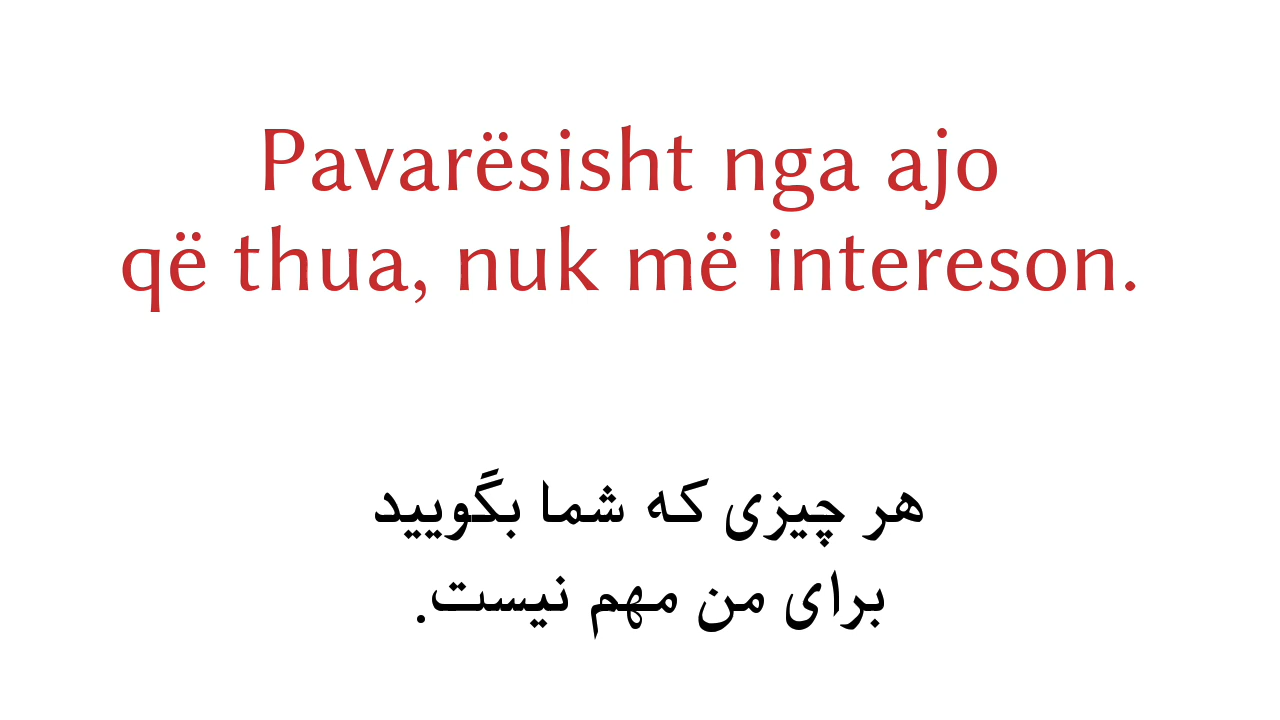 Pavarësisht nga ajo
që thua, nuk më intereson.
هر چیزی که شما بگویید
برای من مهم نیست.